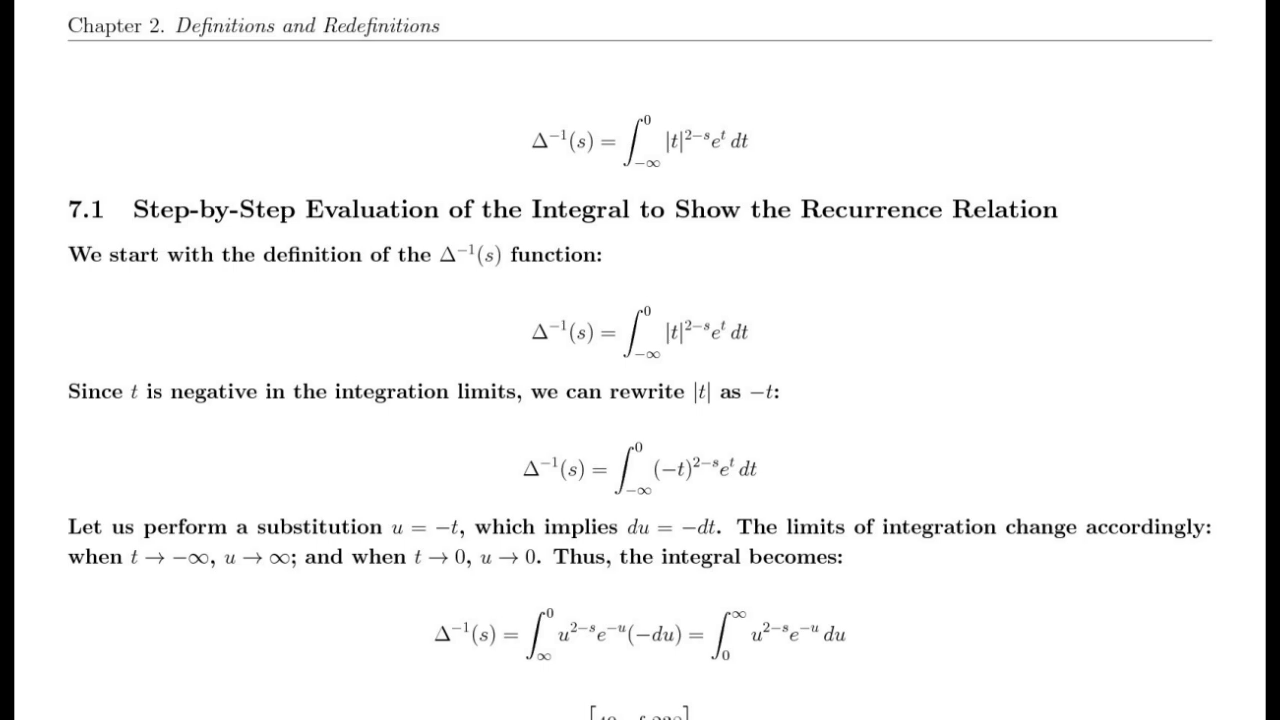 Chapter 2. Definitions and Redefinitions
Δ⁻¹(s) = ∫_{-∞}^{0} |t|^{2-s} e^t dt
7.1 Step-by-Step Evaluation of the Integral to Show the Recurrence Relation
We start with the definition of the Δ⁻¹(s) function:
Δ⁻¹(s) = ∫_{-∞}^{0} |t|^{2-s} e^t dt
Since t is negative in the integration limits, we can rewrite |t| as −t:
Δ⁻¹(s) = ∫_{-∞}^{0} (−t)^{2-s} e^t dt
Let us perform a substitution u = −t, which implies du = −dt. The limits of integration change accordingly:
when t → −∞, u → ∞; and when t → 0, u → 0. Thus, the integral becomes:
Δ⁻¹(s) = ∫_{∞}^{0} u^{2-s} e^{-u} (−du) = ∫_{0}^{∞} u^{2-s} e^{-u} du